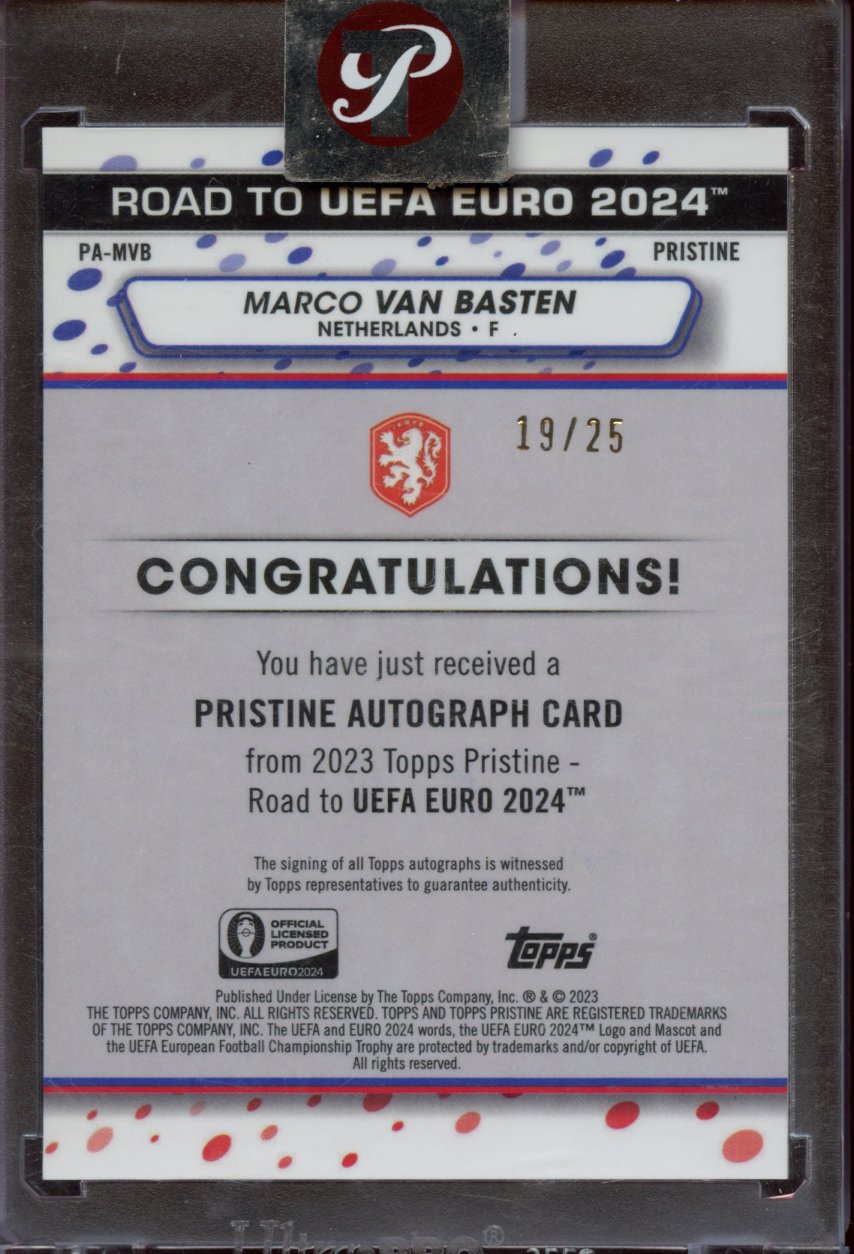 P
ROAD TO UEFA EURO 2024™
PA-MVB
PRISTINE
MARCO VAN BASTEN
NETHERLANDS • F
19/25
CONGRATULATIONS!
You have just received a
PRISTINE AUTOGRAPH CARD
from 2023 Topps Pristine -
Road to UEFA EURO 2024™
The signing of all Topps autographs is witnessed
by Topps representatives to guarantee authenticity.
OFFICIAL
LICENSED
PRODUCT
UEFAEURO2024
Topps®
Published Under License by The Topps Company, Inc. ® & © 2023
THE TOPPS COMPANY, INC. ALL RIGHTS RESERVED. TOPPS AND TOPPS PRISTINE ARE REGISTERED TRADEMARKS
OF THE TOPPS COMPANY, INC. The UEFA and EURO 2024 words, the UEFA EURO 2024™ Logo and Mascot and
the UEFA European Football Championship Trophy are protected by trademarks and/or copyright of UEFA.
All rights reserved.